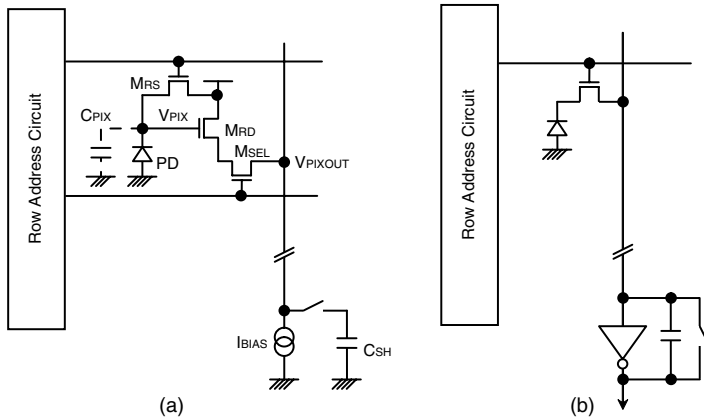 Row Address Circuit
MRS
CPIX
VPIX
MRD
PD
MSEL
VPIXOUT
IBIAS
CSH
(a)
Row Address Circuit
(b)